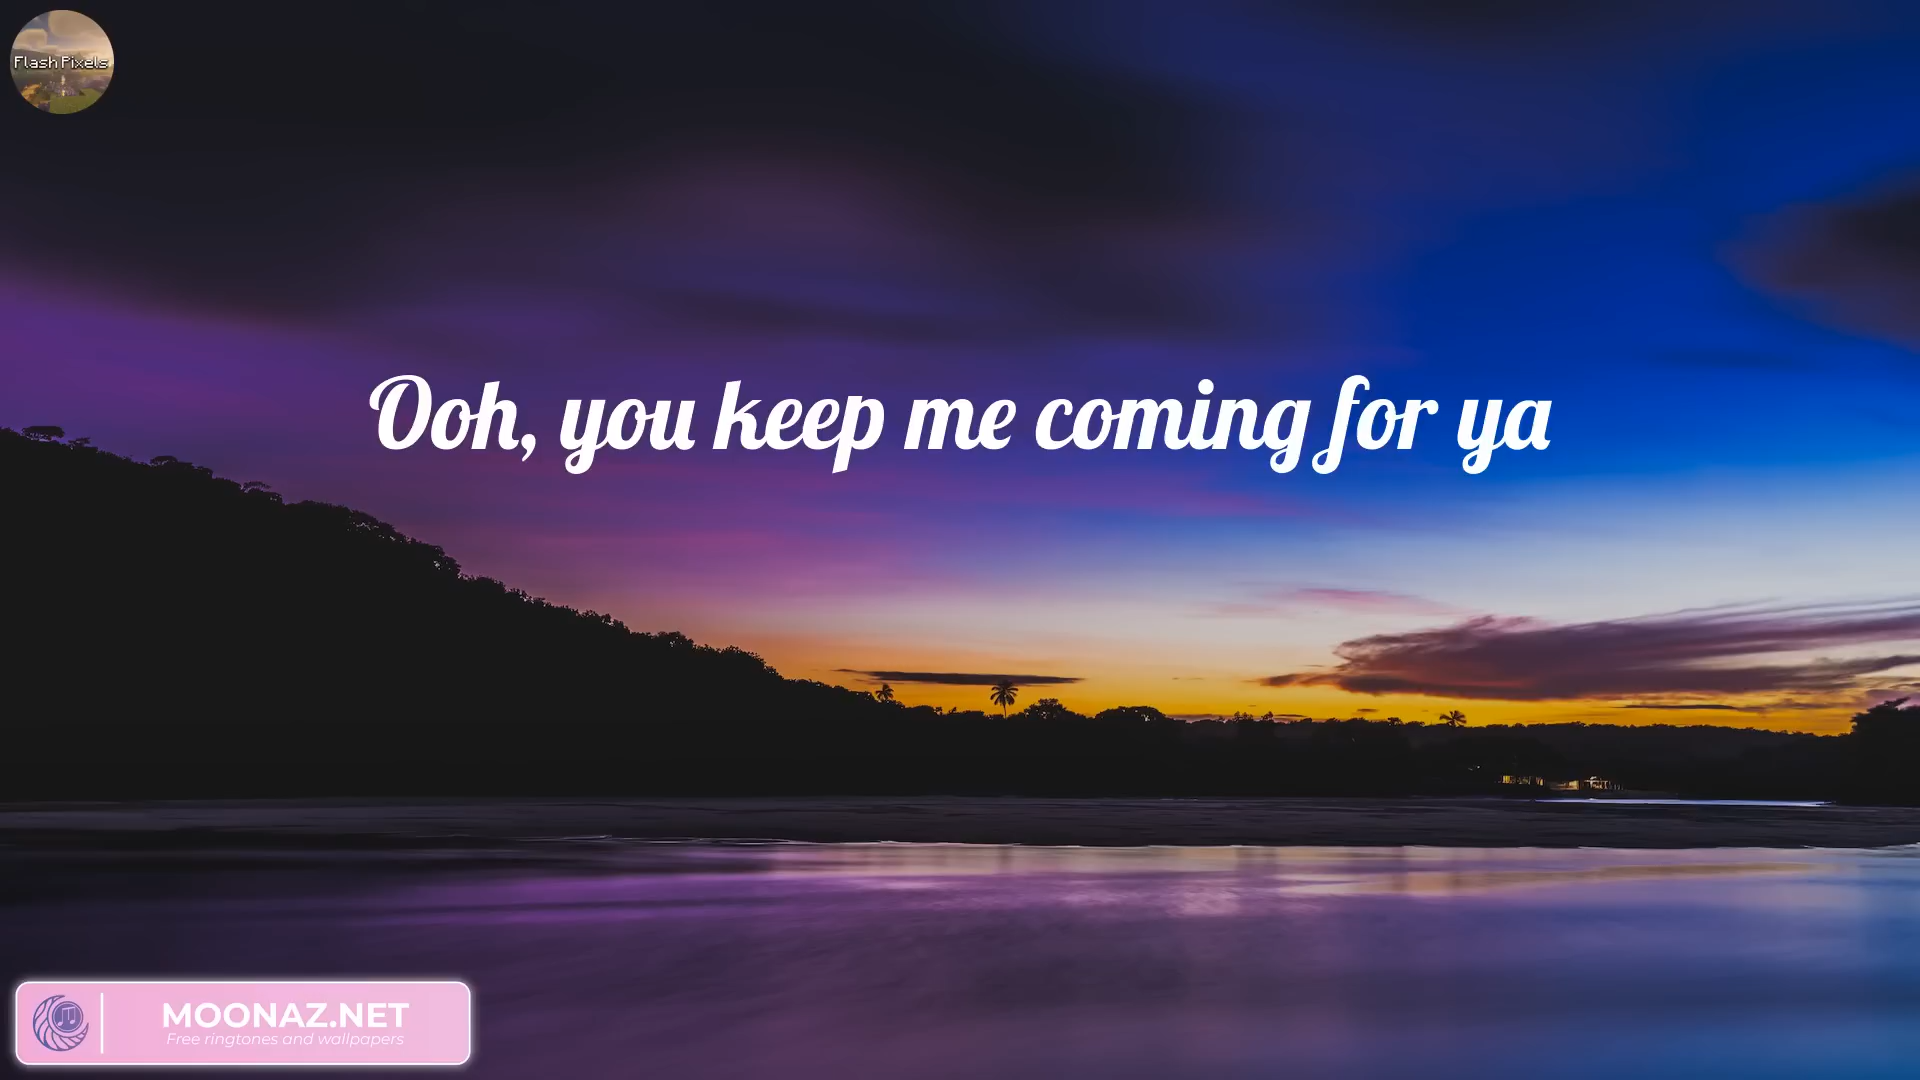 Flash Pixels
Ooh, you keep me coming for ya
MOONAZ.NET
Free ringtones and wallpapers